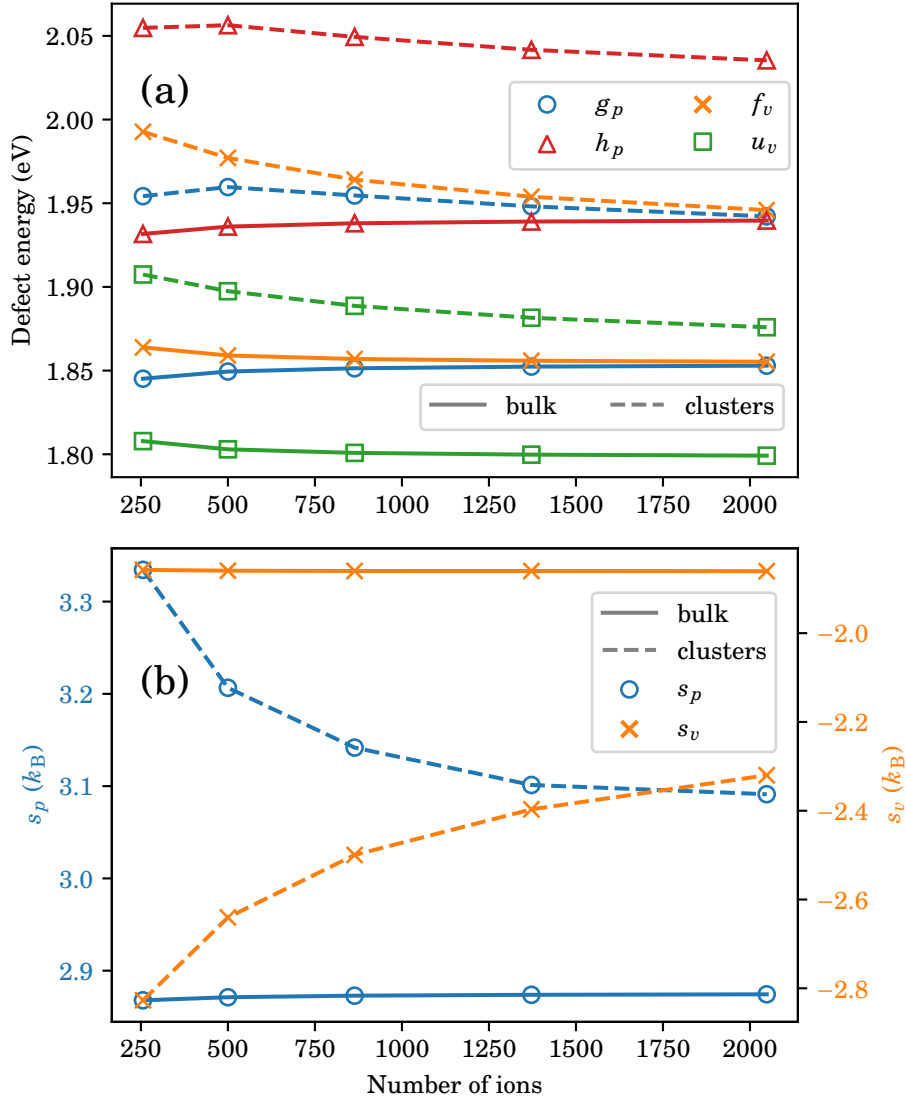 2.05
2.00
1.95
1.90
1.85
1.80
Defect energy (eV)
(a)
g_p
h_p
f_v
u_v
bulk
clusters
250 500 750 1000 1250 1500 1750 2000
3.3
3.2
3.1
3.0
2.9
s_p (k_B)
(b)
bulk
clusters
s_p
s_v
−2.0
−2.2
−2.4
−2.6
−2.8
s_v (k_B)
250 500 750 1000 1250 1500 1750 2000
Number of ions